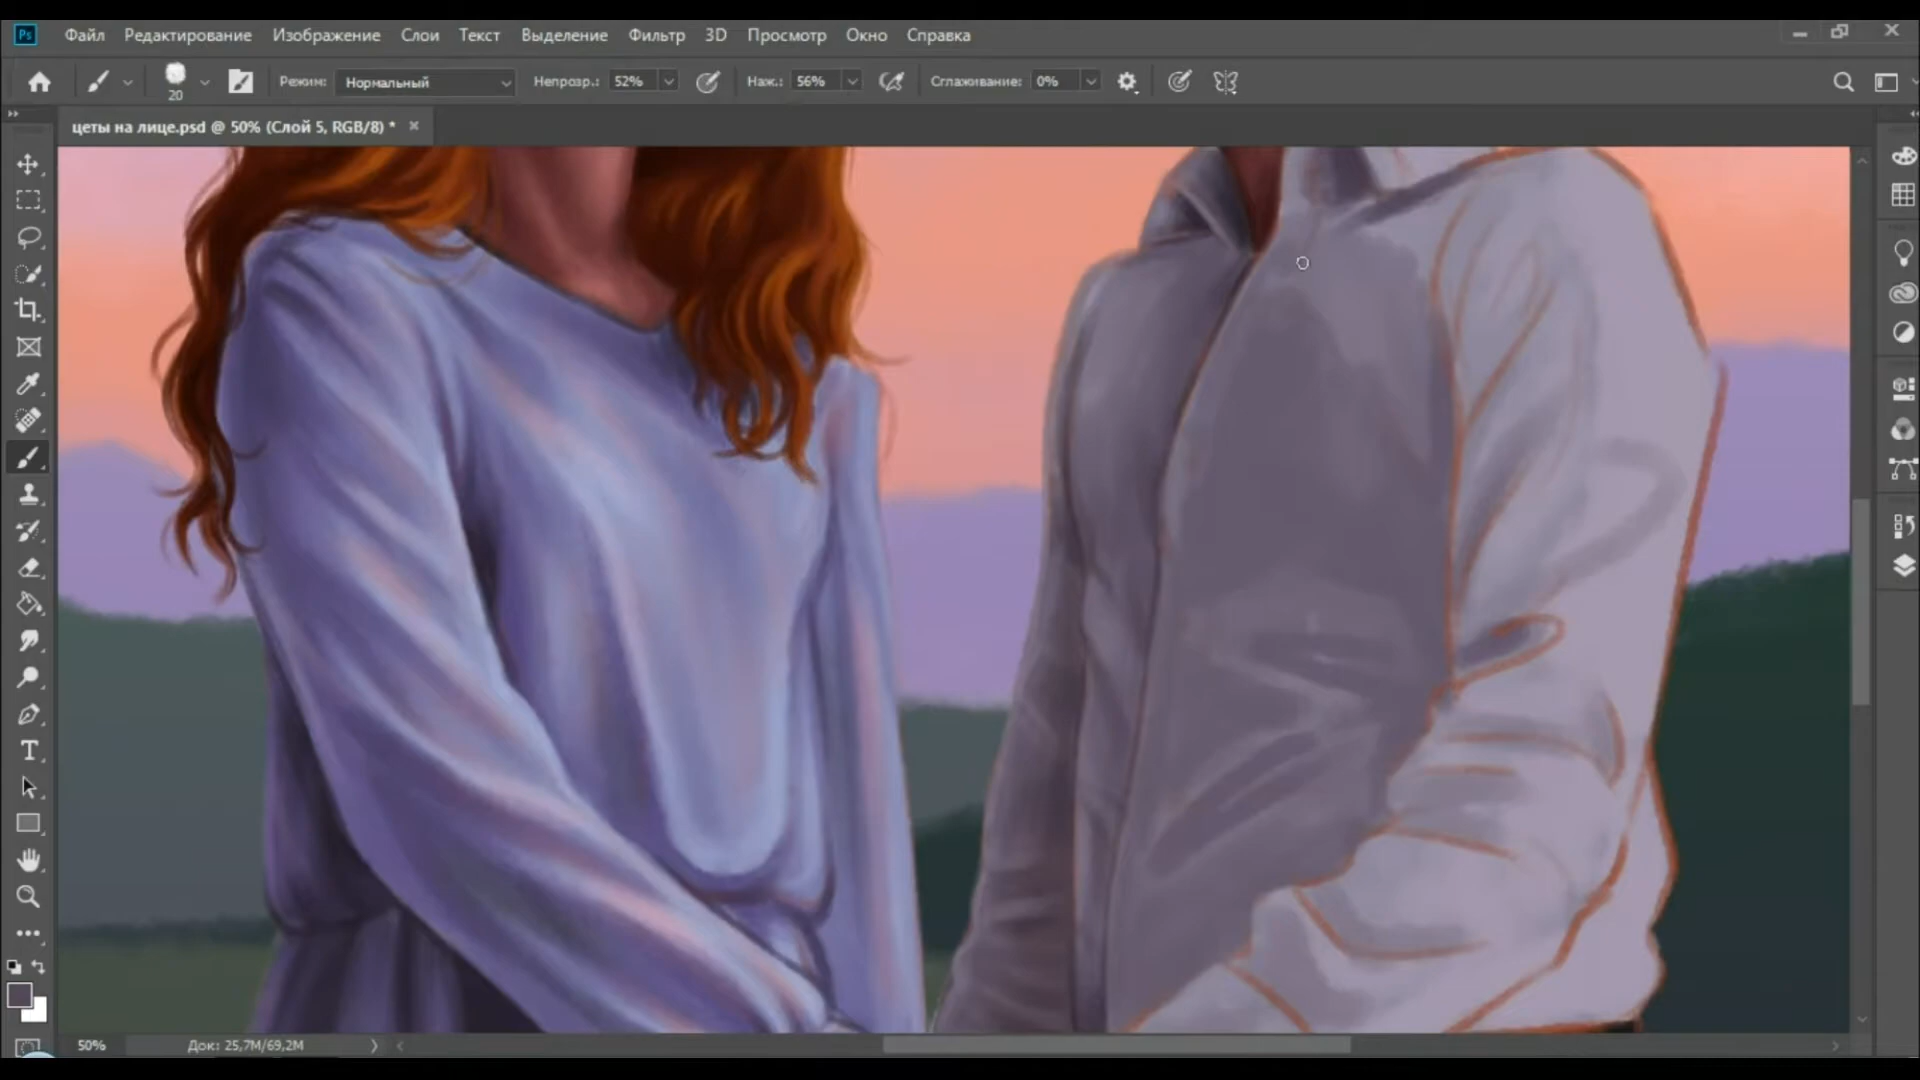 Ps Файл Редактирование Изображение Слои Текст Выделение Фильтр 3D Просмотр Окно Справка
20 Режим: Нормальный Непрозр.: 52% Наж.: 56% Сглаживание: 0%
цеты на лице.psd @ 50% (Слой 5, RGB/8) *
50% Док: 25,7M/69,2M